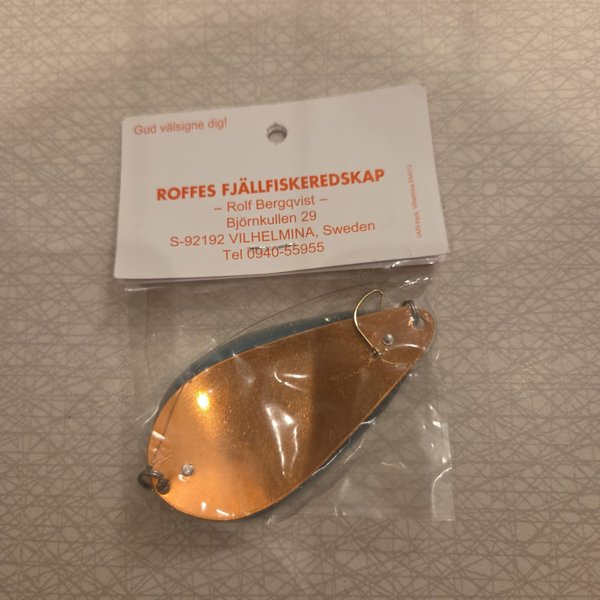 Gud välsigne dig!
ROFFES FJÄLLFISKEREDSKAP
– Rolf Bergqvist –
Björnkullen 29
S-92192 VILHELMINA, Sweden
Tel 0940-55955